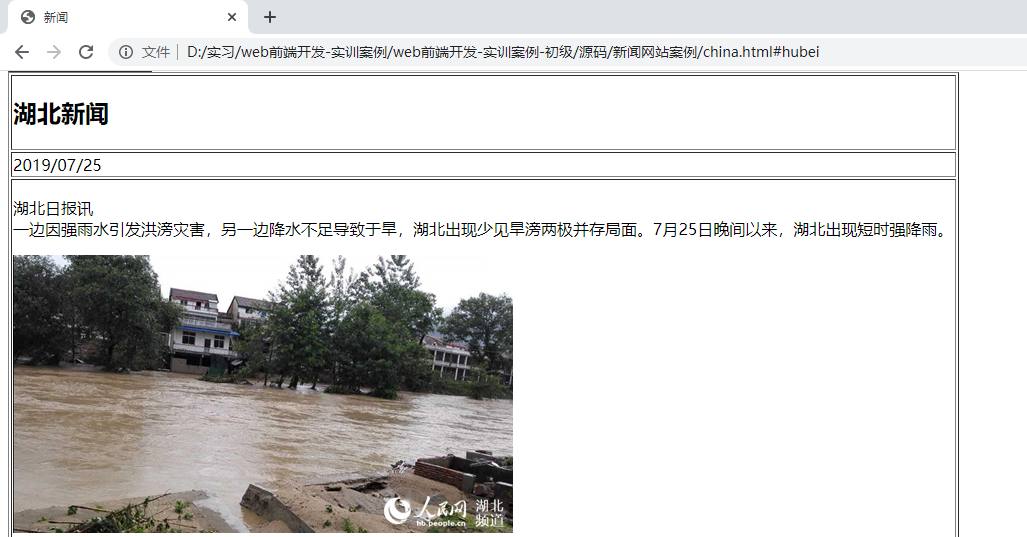 新闻
文件
D:/实习/web前端开发-实训案例/web前端开发-实训案例-初级/源码/新闻网站案例/china.html#hubei
湖北新闻
2019/07/25
湖北日报讯
一边因强雨水引发洪涝灾害，另一边降水不足导致于旱，湖北出现少见旱涝两极并存局面。7月25日晚间以来，湖北出现短时强降雨。
人民网
hb.people.cn
湖北
频道